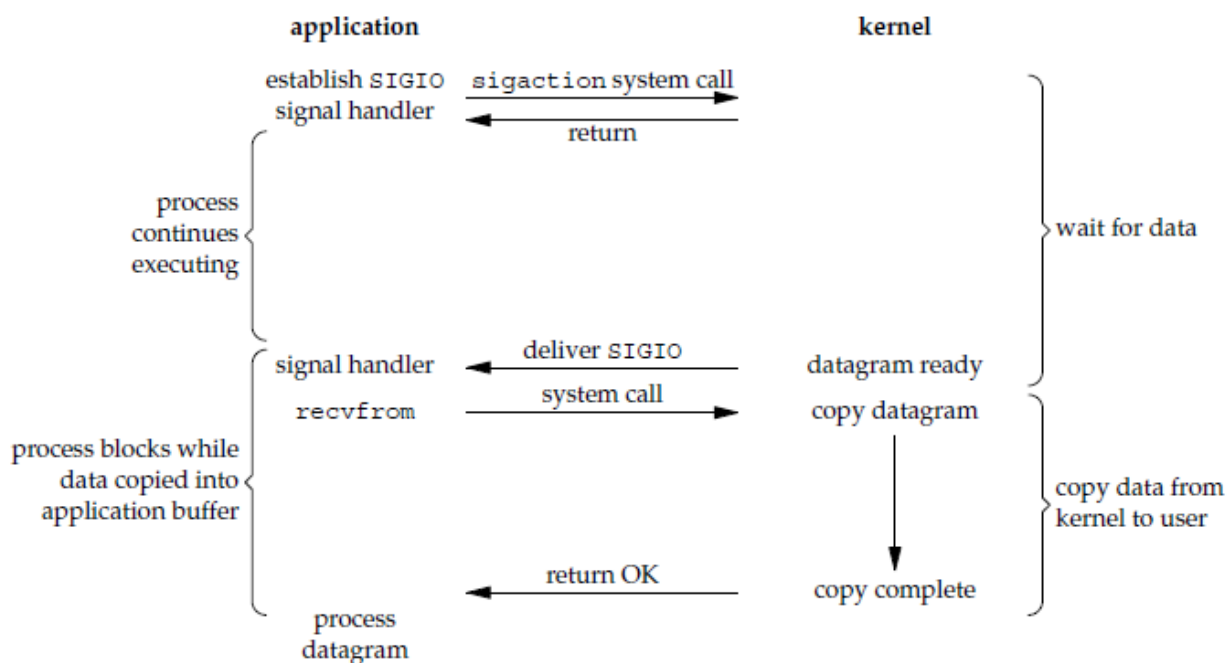 application
kernel
establish SIGIO
signal handler
sigaction system call
return
process
continues
executing
wait for data
signal handler
deliver SIGIO
datagram ready
recvfrom
system call
copy datagram
process blocks while
data copied into
application buffer
copy data from
kernel to user
return OK
copy complete
process
datagram